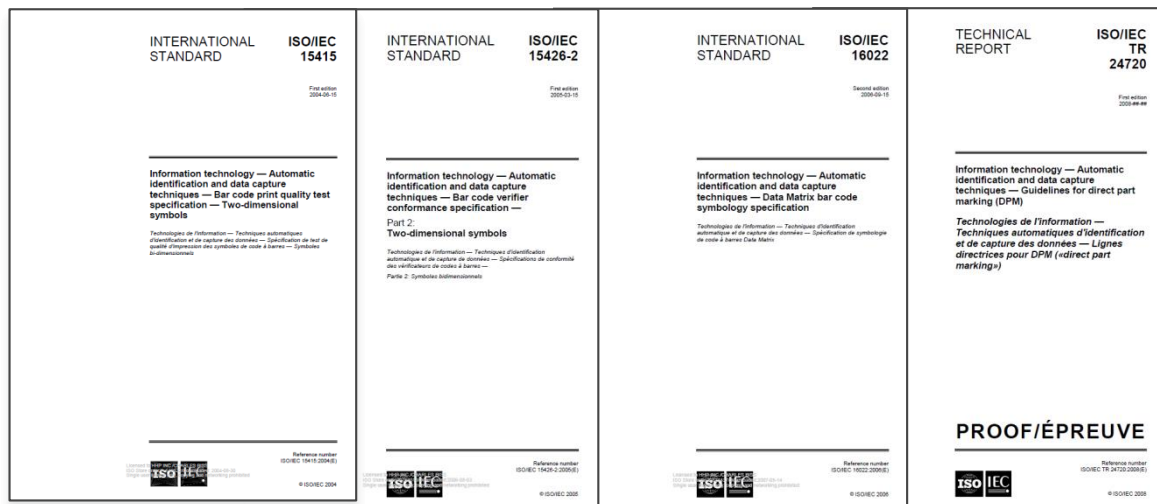 INTERNATIONAL
STANDARD
ISO/IEC
15415
First edition
2004-06-15
Information technology — Automatic
identification and data capture
techniques — Bar code print quality test
specification — Two-dimensional
symbols
Technologies de l'information — Techniques automatiques
d'identification et de capture des données — Spécification de test de
qualité d'impression des symboles de code à barres — Symboles
bi-dimensionnels
ISO IEC
Reference number
ISO/IEC 15415:2004(E)
© ISO/IEC 2004
INTERNATIONAL
STANDARD
ISO/IEC
15426-2
First edition
2005-03-15
Information technology — Automatic
identification and data capture
techniques — Bar code verifier
conformance specification —
Part 2:
Two-dimensional symbols
Technologies de l'information — Techniques d'identification
automatique et de capture de données — Spécifications de conformité
des vérificateurs de codes à barres —
Partie 2: Symboles bidimensionnels
ISO IEC
Reference number
ISO/IEC 15426-2:2005(E)
© ISO/IEC 2005
INTERNATIONAL
STANDARD
ISO/IEC
16022
Second edition
2006-09-15
Information technology — Automatic
identification and data capture
techniques — Data Matrix bar code
symbology specification
Technologies de l'information — Techniques d'identification
automatique et de capture des données — Spécification de symbologie
de code à barres Data Matrix
ISO IEC
Reference number
ISO/IEC 16022:2006(E)
© ISO/IEC 2006
TECHNICAL
REPORT
ISO/IEC
TR
24720
First edition
2008-##-##
Information technology — Automatic
identification and data capture
techniques — Guidelines for direct part
marking (DPM)
Technologies de l'information —
Techniques automatiques d'identification
et de capture des données — Lignes
directrices pour DPM («direct part
marking»)
PROOF/ÉPREUVE
ISO IEC
Reference number
ISO/IEC TR 24720:2008(E)
© ISO/IEC 2008